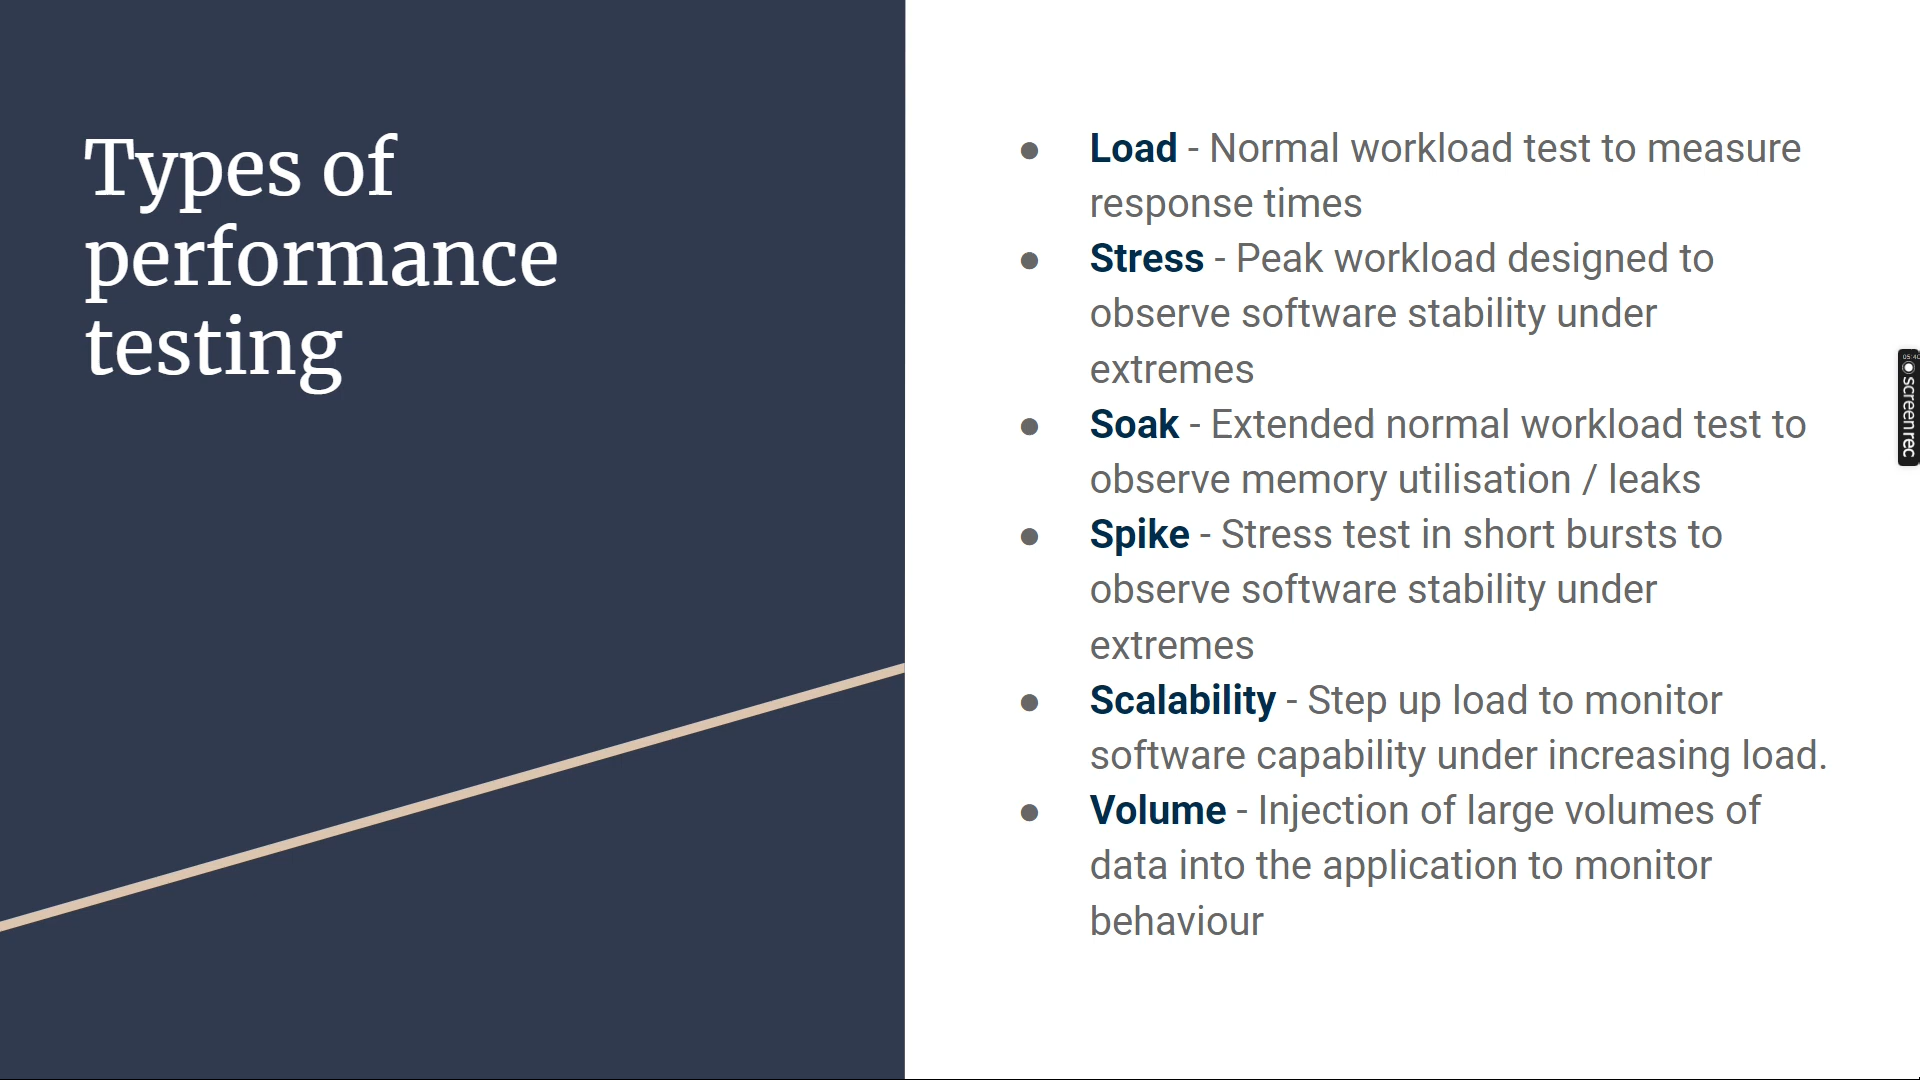 Types of
performance
testing
● Load - Normal workload test to measure
response times
● Stress - Peak workload designed to
observe software stability under
extremes
● Soak - Extended normal workload test to
observe memory utilisation / leaks
● Spike - Stress test in short bursts to
observe software stability under
extremes
● Scalability - Step up load to monitor
software capability under increasing load.
● Volume - Injection of large volumes of
data into the application to monitor
behaviour
screenrec